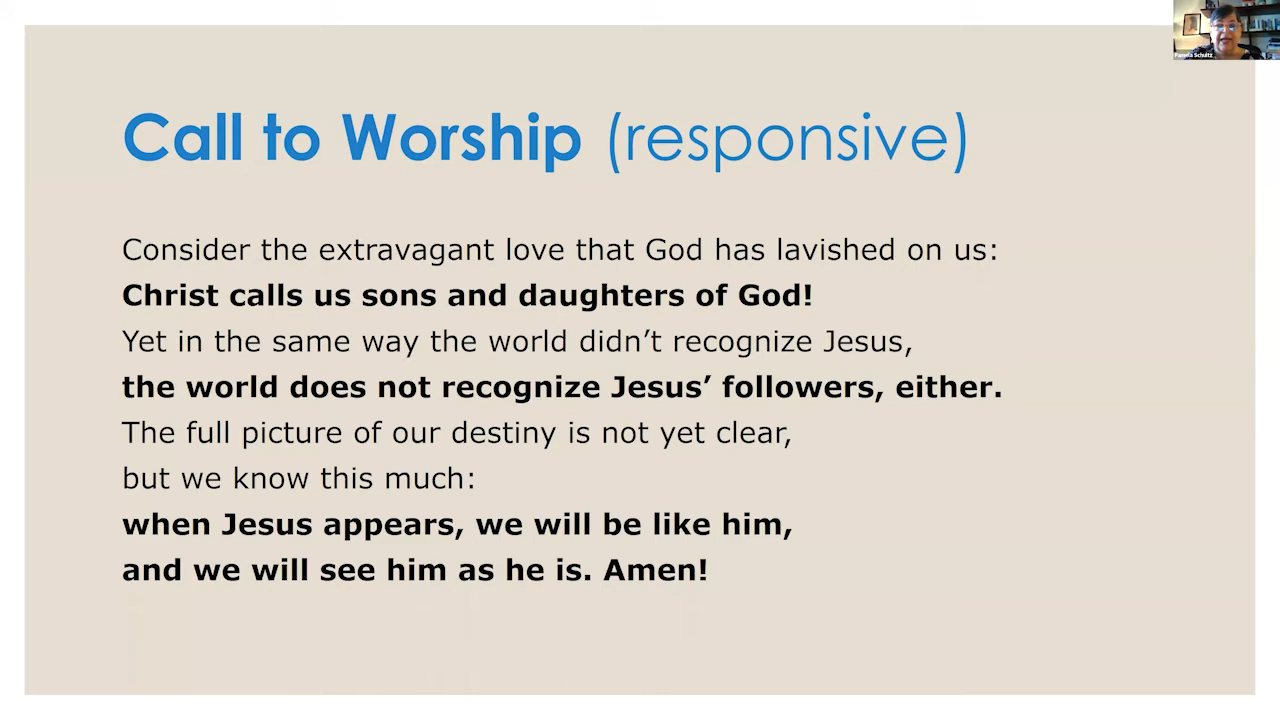 Call to Worship (responsive)
Consider the extravagant love that God has lavished on us:
Christ calls us sons and daughters of God!
Yet in the same way the world didn’t recognize Jesus,
the world does not recognize Jesus’ followers, either.
The full picture of our destiny is not yet clear,
but we know this much:
when Jesus appears, we will be like him,
and we will see him as he is. Amen!
Pamela Schultz